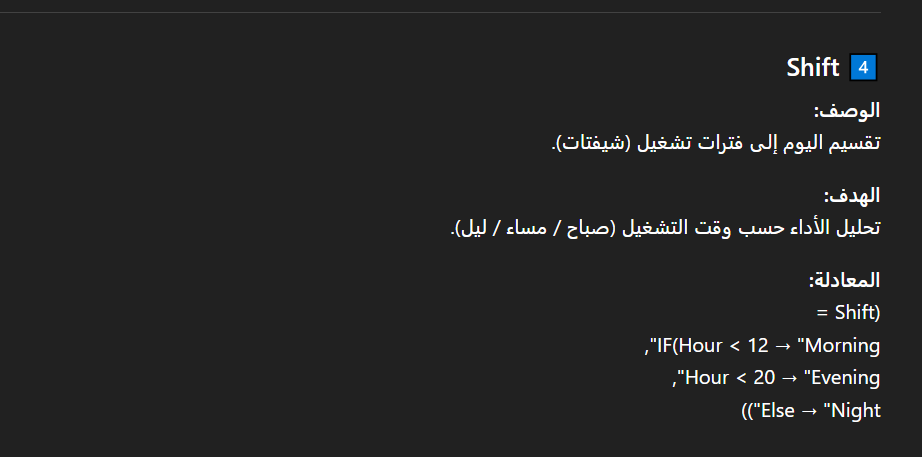 4 Shift
الوصف:
تقسيم اليوم إلى فترات تشغيل (شيفتات).
الهدف:
تحليل الأداء حسب وقت التشغيل (صباح / مساء / ليل).
المعادلة:
= Shift)
,"IF(Hour < 12 → "Morning
,"Hour < 20 → "Evening
(("Else → "Night